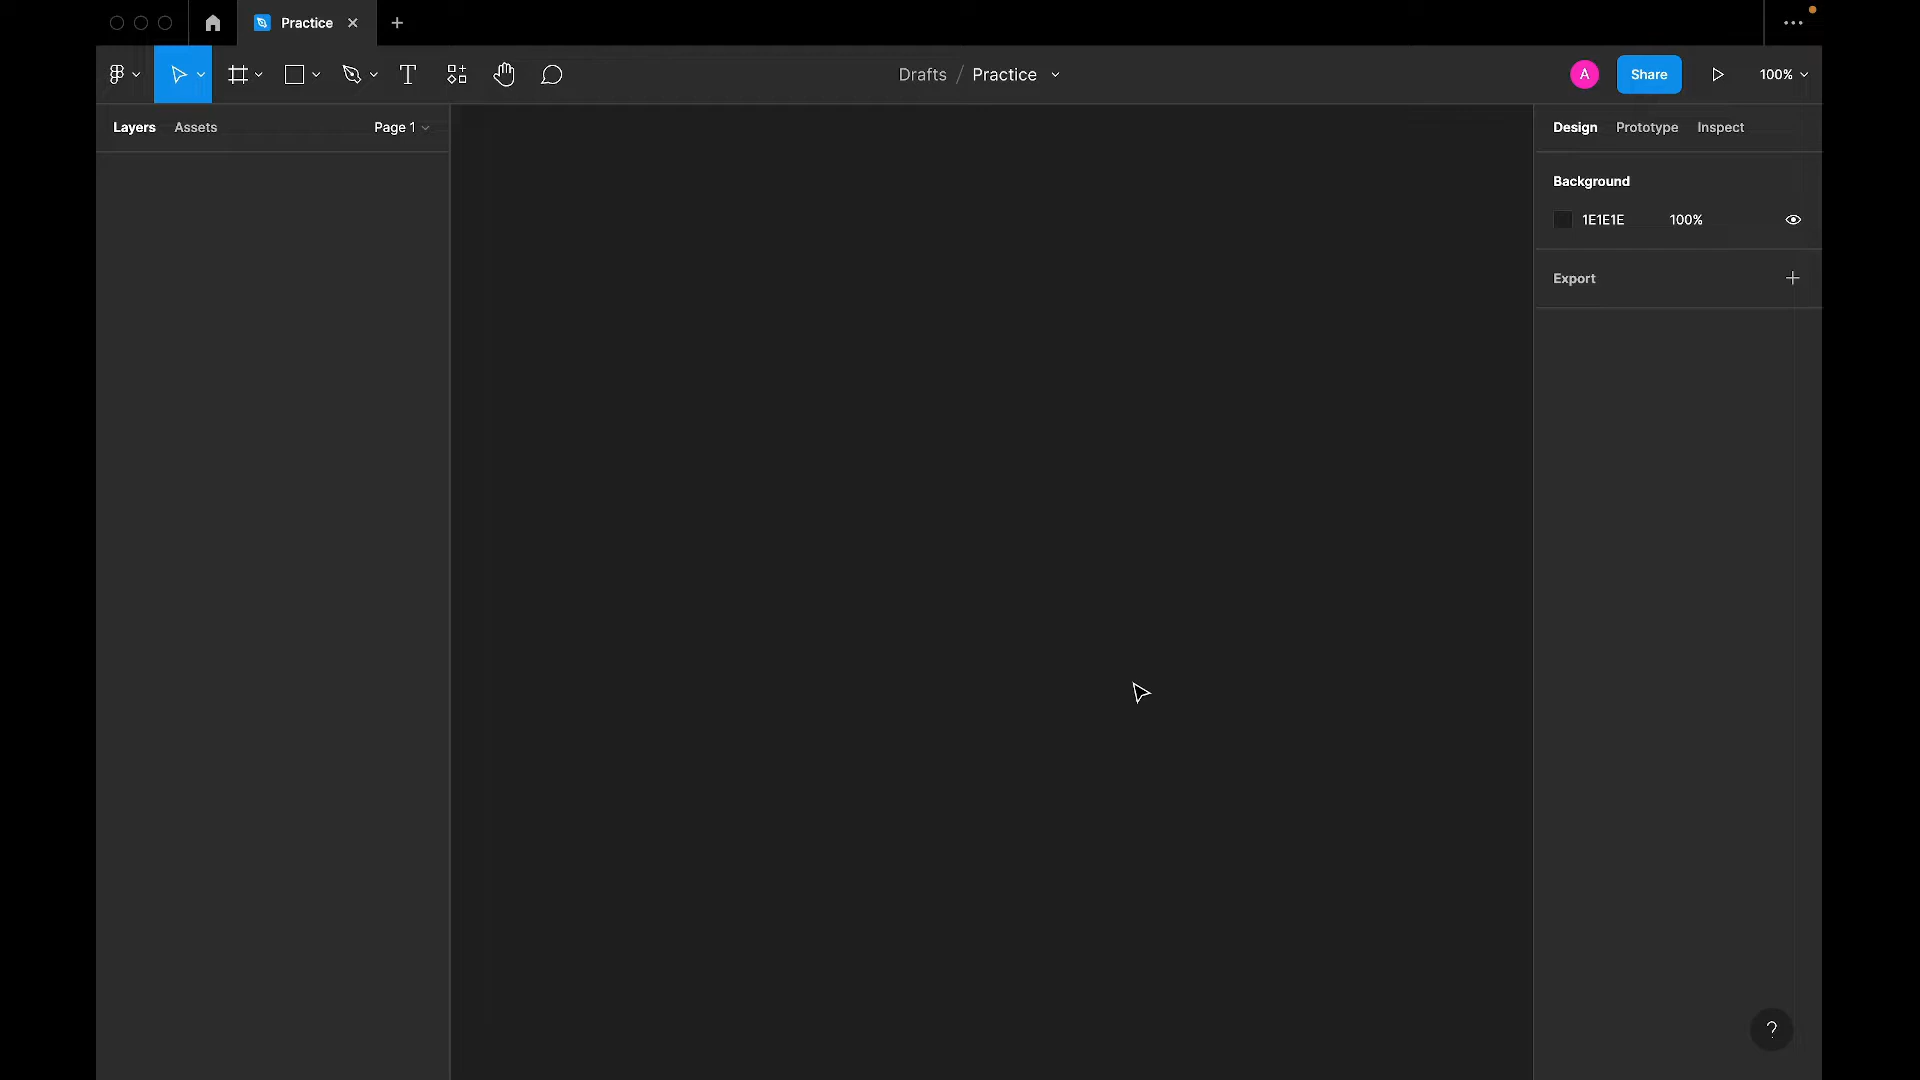 Practice
Drafts / Practice
A
Share
100%
Layers
Assets
Page 1
Design
Prototype
Inspect
Background
1E1E1E
100%
Export
?